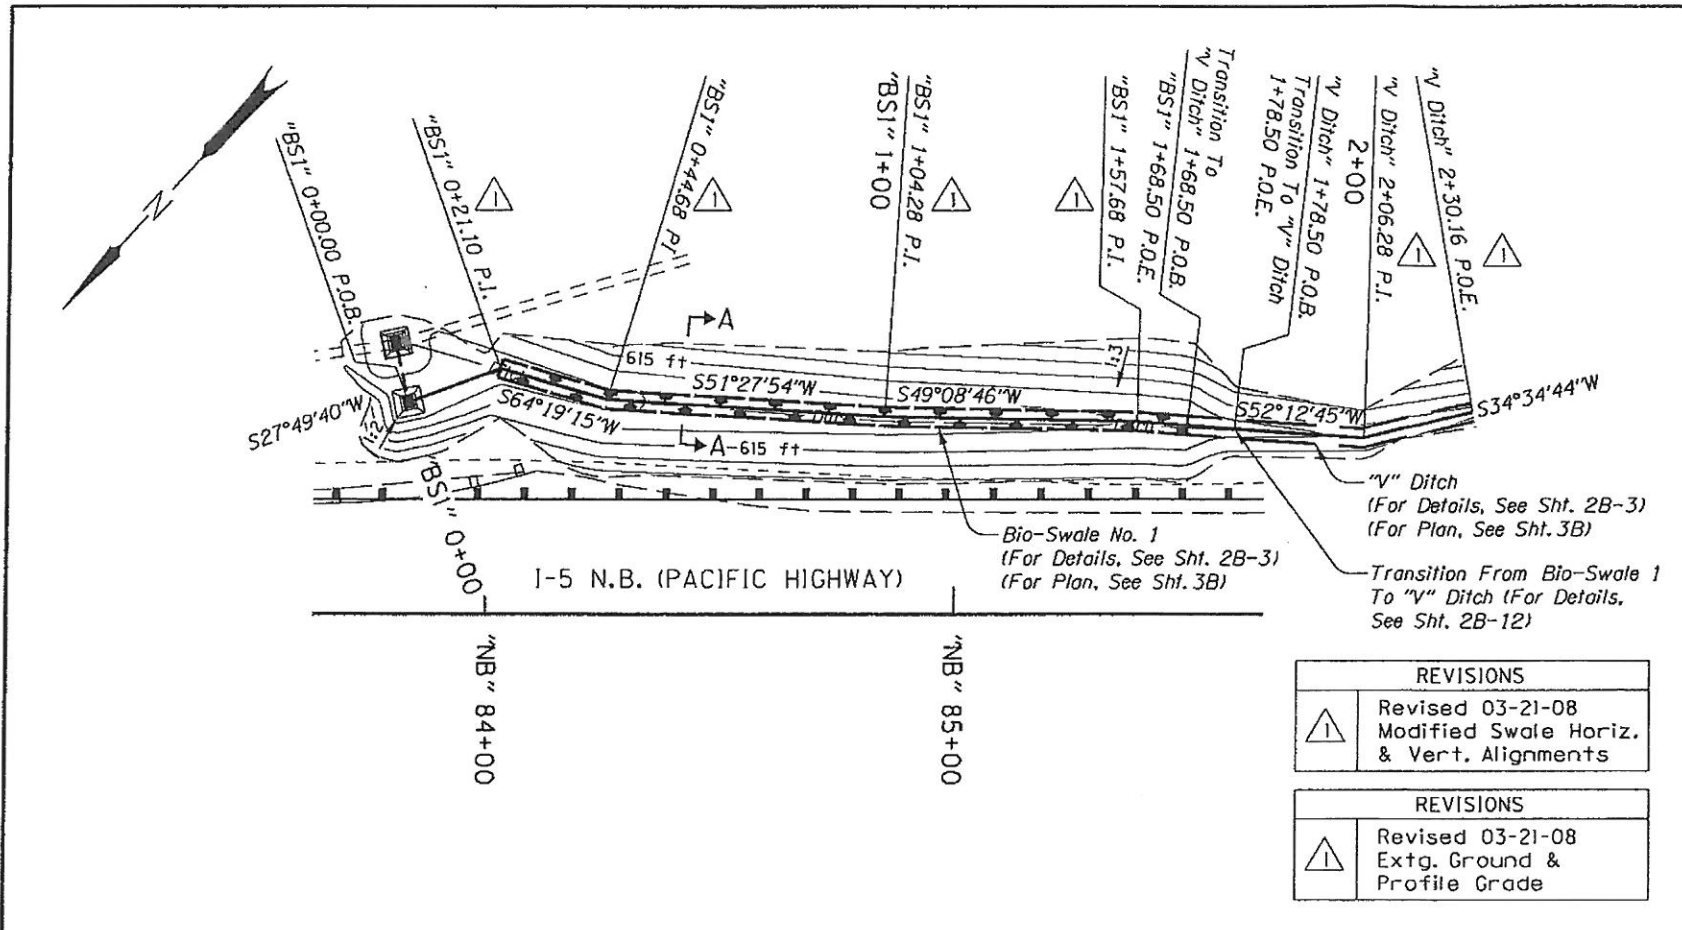 N
"BS1" 0+00.00 P.O.B.
"BS1" 0+21.10 P.I.
"BS1" 0+44.68 P.I.
"BS1" 1+00
"BS1" 1+04.28 P.I.
"BS1" 1+57.68 P.I.
"BS1" 1+68.50 P.O.E.
Transition To
"V Ditch" 1+68.50 P.O.B.
Transition To "V" Ditch
1+78.50 P.O.E.
"V Ditch" 1+78.50 P.O.B.
2+00
"V Ditch" 2+06.28 P.I.
"V Ditch" 2+30.16 P.O.E.
1
1
1
1
1
1
A
615 ft
S51°27'54"W
S49°08'46"W
S52°12'45"W
S34°34'44"W
S27°49'40"W
S64°19'15"W
A
615 ft
"BS1" 0+00
"V" Ditch
(For Details, See Sht. 2B-3)
(For Plan, See Sht. 3B)
Bio-Swale No. 1
(For Details, See Sht. 2B-3)
(For Plan, See Sht. 3B)
Transition From Bio-Swale 1
To "V" Ditch (For Details,
See Sht. 2B-12)
I-5 N.B. (PACIFIC HIGHWAY)
"NB" 84+00
"NB" 85+00
REVISIONS
1
Revised 03-21-08
Modified Swale Horiz.
& Vert. Alignments
REVISIONS
1
Revised 03-21-08
Extg. Ground &
Profile Grade